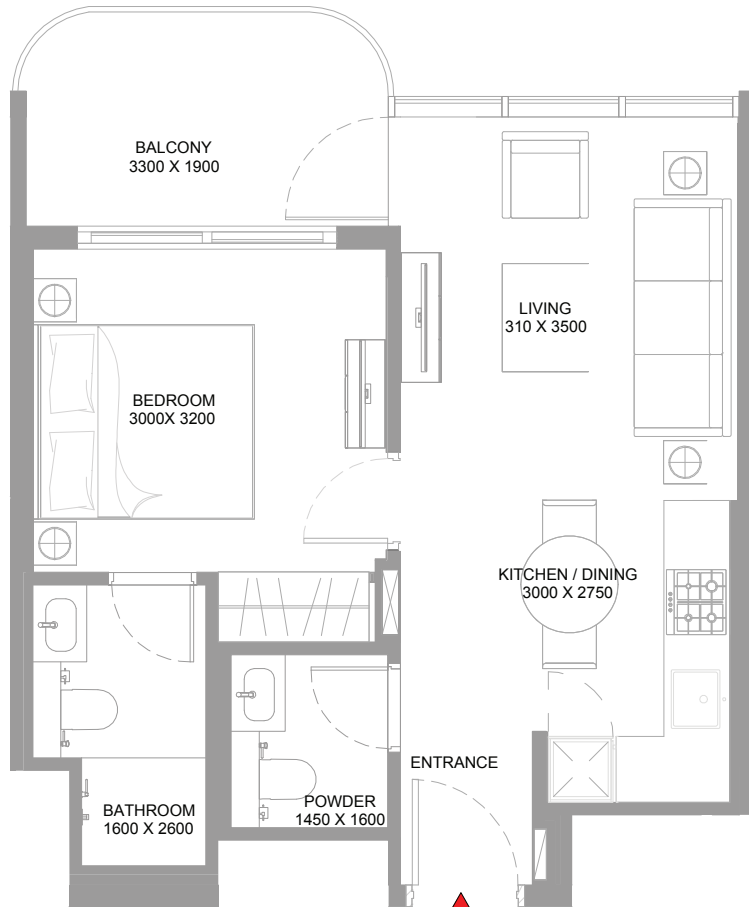 BALCONY
3300 X 1900
LIVING
310 X 3500
BEDROOM
3000X 3200
KITCHEN / DINING
3000 X 2750
ENTRANCE
BATHROOM
1600 X 2600
POWDER
1450 X 1600